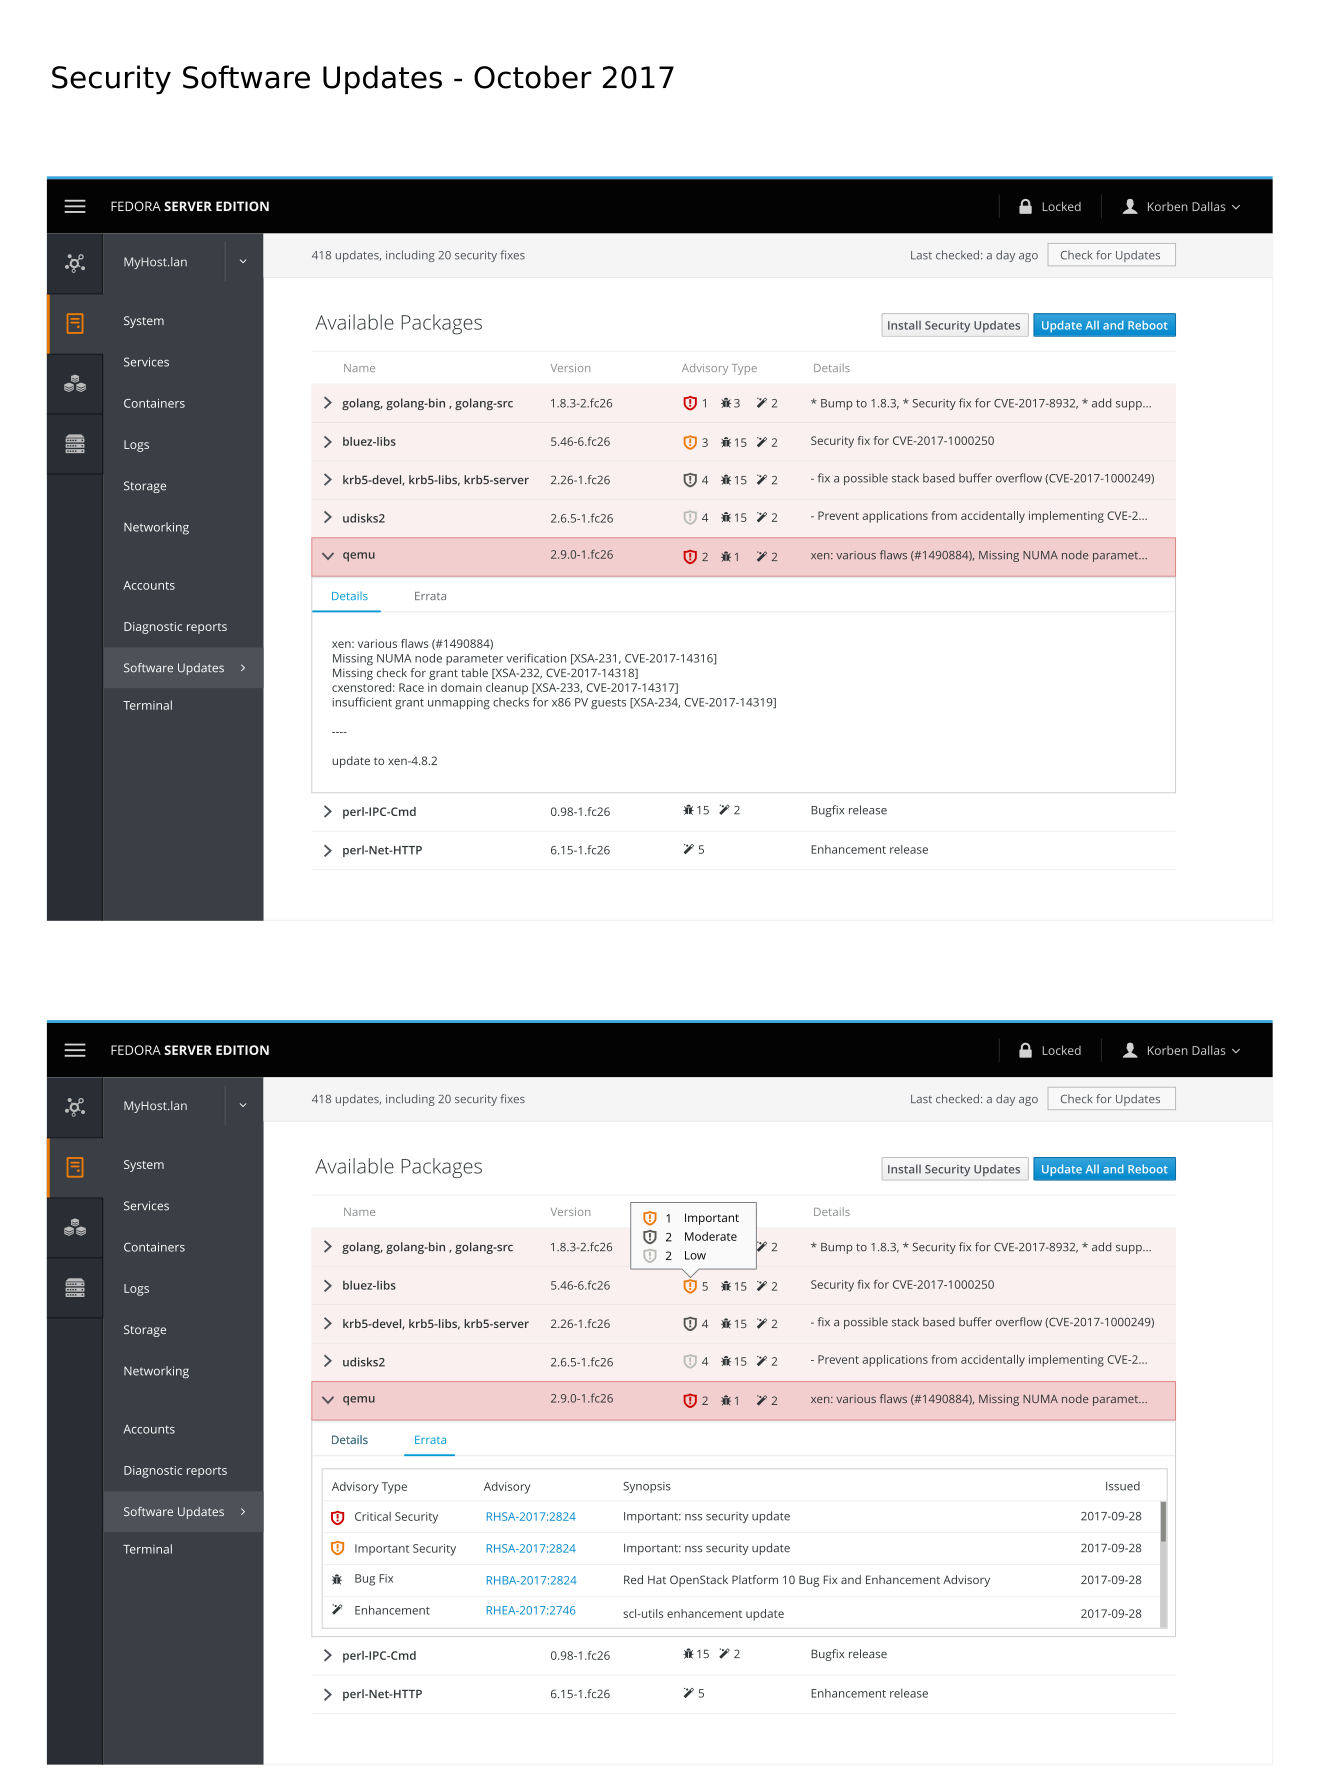 Security Software Updates - October 2017
FEDORA SERVER EDITION
Locked
Korben Dallas
MyHost.lan
418 updates, including 20 security fixes
Last checked: a day ago
Check for Updates
System
Services
Containers
Logs
Storage
Networking
Accounts
Diagnostic reports
Software Updates
Terminal
Available Packages
Install Security Updates
Update All and Reboot
Name Version Advisory Type Details
golang, golang-bin , golang-src 1.8.3-2.fc26 1 3 2 * Bump to 1.8.3, * Security fix for CVE-2017-8932, * add supp...
bluez-libs 5.46-6.fc26 3 15 2 Security fix for CVE-2017-1000250
krb5-devel, krb5-libs, krb5-server 2.26-1.fc26 4 15 2 - fix a possible stack based buffer overflow (CVE-2017-1000249)
udisks2 2.6.5-1.fc26 4 15 2 - Prevent applications from accidentally implementing CVE-2...
qemu 2.9.0-1.fc26 2 1 2 xen: various flaws (#1490884), Missing NUMA node paramet...
Details Errata
xen: various flaws (#1490884)
Missing NUMA node parameter verification [XSA-231, CVE-2017-14316]
Missing check for grant table [XSA-232, CVE-2017-14318]
cxenstored: Race in domain cleanup [XSA-233, CVE-2017-14317]
insufficient grant unmapping checks for x86 PV guests [XSA-234, CVE-2017-14319]
----
update to xen-4.8.2
perl-IPC-Cmd 0.98-1.fc26 15 2 Bugfix release
perl-Net-HTTP 6.15-1.fc26 5 Enhancement release
FEDORA SERVER EDITION
Locked
Korben Dallas
MyHost.lan
418 updates, including 20 security fixes
Last checked: a day ago
Check for Updates
System
Services
Containers
Logs
Storage
Networking
Accounts
Diagnostic reports
Software Updates
Terminal
Available Packages
Install Security Updates
Update All and Reboot
Name Version Details
1 Important
2 Moderate
2 Low
golang, golang-bin , golang-src 1.8.3-2.fc26 2 * Bump to 1.8.3, * Security fix for CVE-2017-8932, * add supp...
bluez-libs 5.46-6.fc26 5 15 2 Security fix for CVE-2017-1000250
krb5-devel, krb5-libs, krb5-server 2.26-1.fc26 4 15 2 - fix a possible stack based buffer overflow (CVE-2017-1000249)
udisks2 2.6.5-1.fc26 4 15 2 - Prevent applications from accidentally implementing CVE-2...
qemu 2.9.0-1.fc26 2 1 2 xen: various flaws (#1490884), Missing NUMA node paramet...
Details Errata
Advisory Type Advisory Synopsis Issued
Critical Security RHSA-2017:2824 Important: nss security update 2017-09-28
Important Security RHSA-2017:2824 Important: nss security update 2017-09-28
Bug Fix RHBA-2017:2824 Red Hat OpenStack Platform 10 Bug Fix and Enhancement Advisory 2017-09-28
Enhancement RHEA-2017:2746 scl-utils enhancement update 2017-09-28
perl-IPC-Cmd 0.98-1.fc26 15 2 Bugfix release
perl-Net-HTTP 6.15-1.fc26 5 Enhancement release